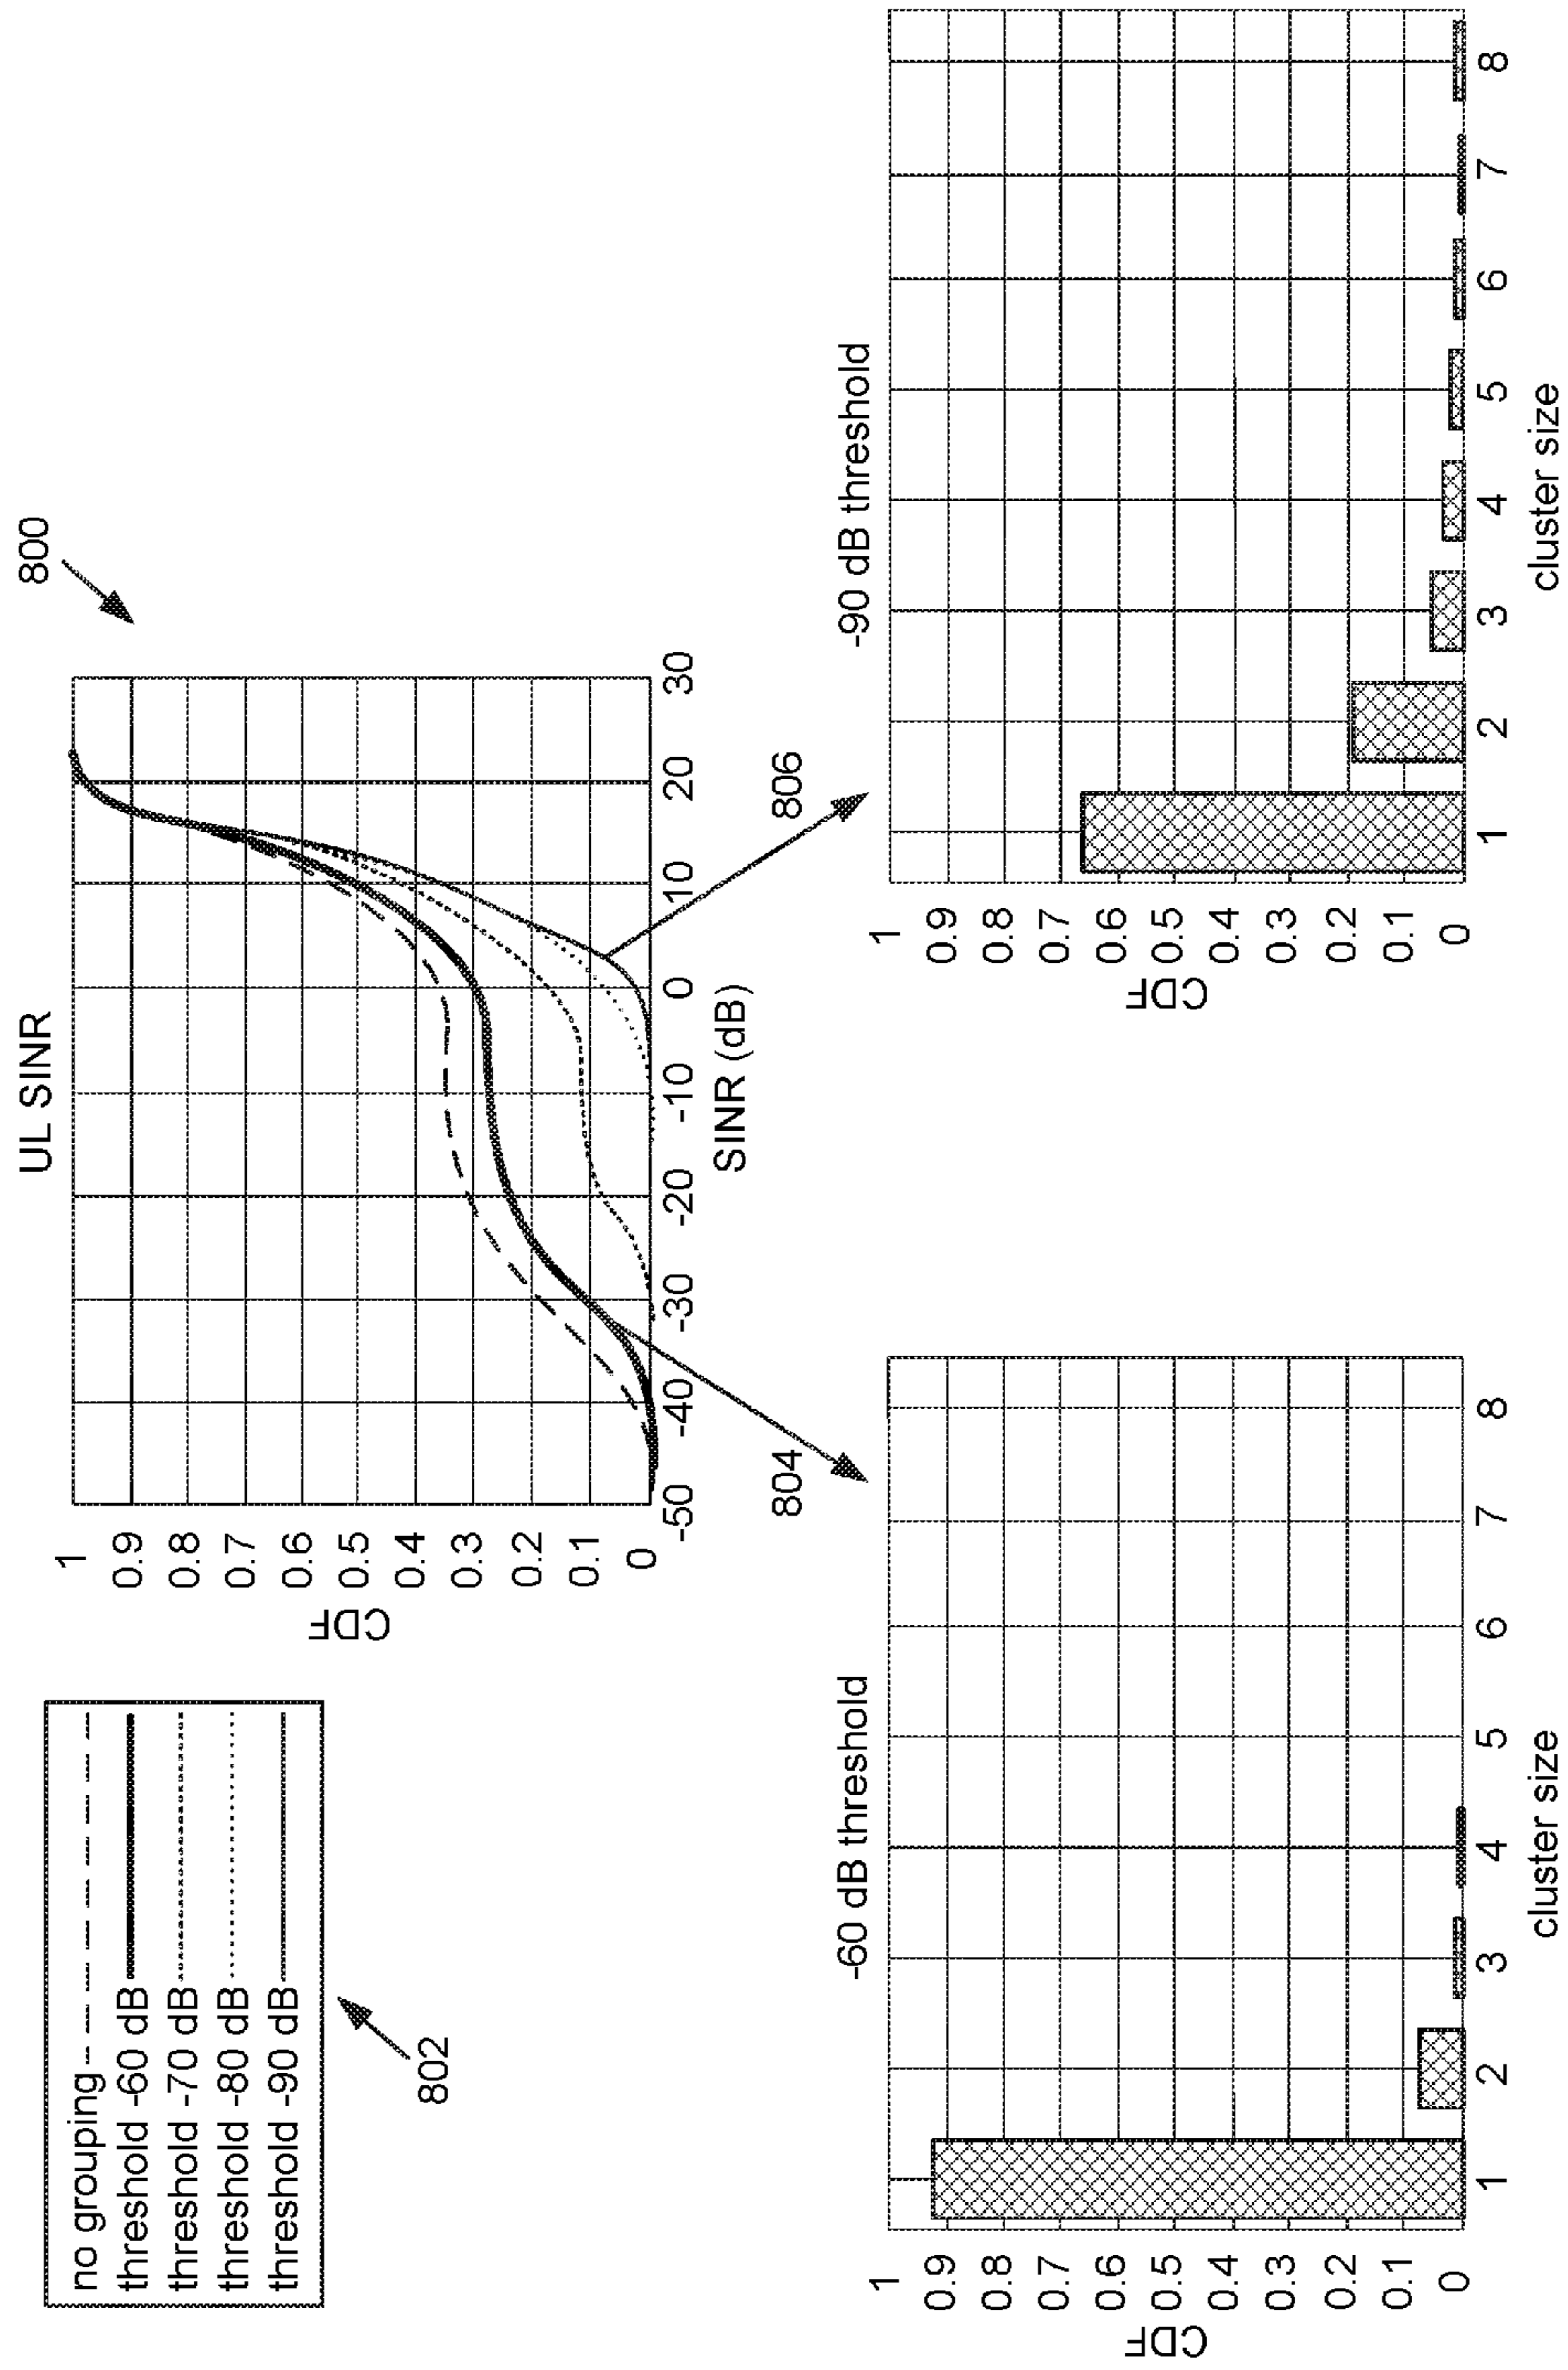 800
no grouping
threshold -60 dB
threshold -70 dB
threshold -80 dB
threshold -90 dB
802
UL SINR
CDF
1
0.9
0.8
0.7
0.6
0.5
0.4
0.3
0.2
0.1
0
-50 -40 -30 -20 -10 0 10 20 30
SINR (dB)
804
806
-60 dB threshold
CDF
1
0.9
0.8
0.7
0.6
0.5
0.4
0.3
0.2
0.1
0
1 2 3 4 5 6 7 8
cluster size
-90 dB threshold
CDF
1
0.9
0.8
0.7
0.6
0.5
0.4
0.3
0.2
0.1
0
1 2 3 4 5 6 7 8
cluster size